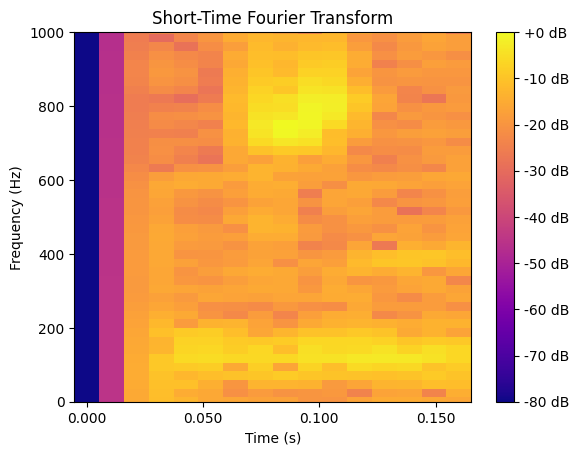 Short-Time Fourier Transform
Frequency (Hz)
1000
800
600
400
200
0
0.000
0.050
0.100
0.150
Time (s)
+0 dB
-10 dB
-20 dB
-30 dB
-40 dB
-50 dB
-60 dB
-70 dB
-80 dB